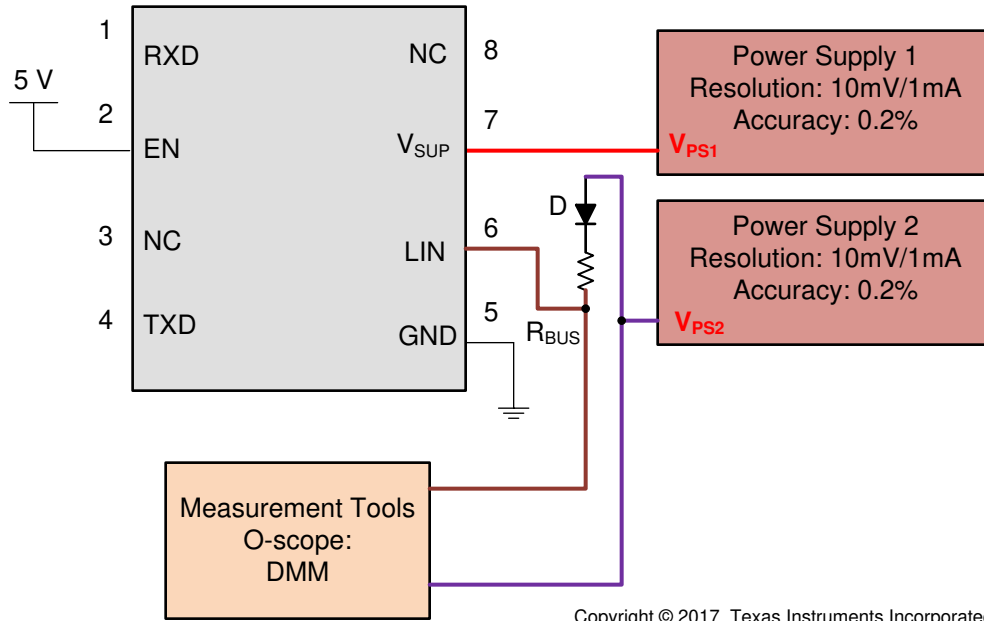 1
RXD
NC
8
5 V
2
EN
7
VSUP
3
NC
6
LIN
4
TXD
5
GND
D
RBUS
Power Supply 1
Resolution: 10mV/1mA
Accuracy: 0.2%
VPS1
Power Supply 2
Resolution: 10mV/1mA
Accuracy: 0.2%
VPS2
Measurement Tools
O-scope:
DMM
Copyright © 2017, Texas Instruments Incorporated